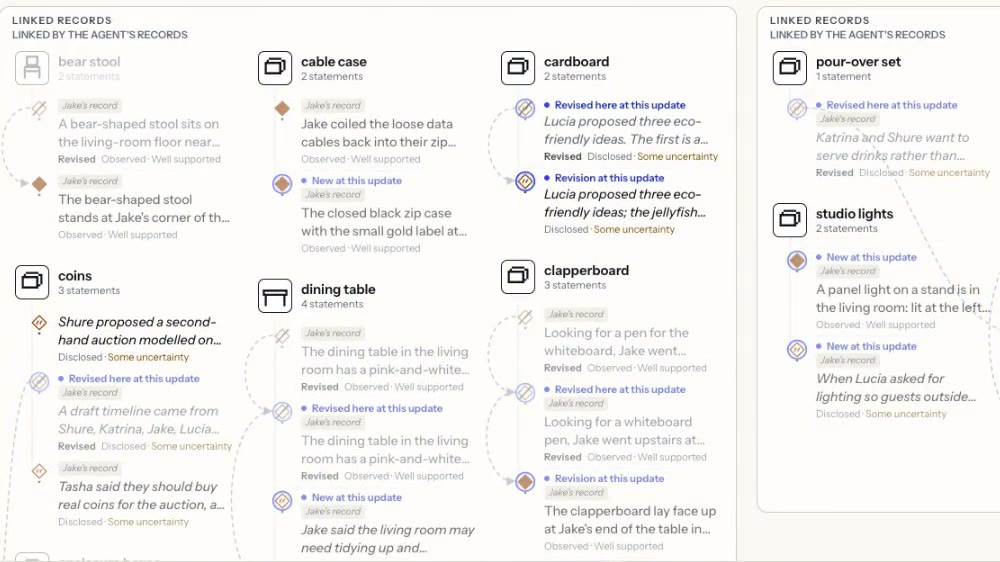 LINKED RECORDS
LINKED BY THE AGENT'S RECORDS
bear stool
2 statements
Jake's record
A bear-shaped stool sits on
the living-room floor near...
Revised Observed · Well supported
Jake's record
The bear-shaped stool
stands at Jake's corner of th...
Observed · Well supported
coins
3 statements
Shure proposed a second-
hand auction modelled on...
Disclosed · Some uncertainty
Revised here at this update
Jake's record
A draft timeline came from
Shure, Katrina, Jake, Lucia...
Revised Disclosed · Some uncertainty
Jake's record
Tasha said they should buy
real coins for the auction, a...
Disclosed · Some uncertainty
cable case
2 statements
Jake's record
Jake coiled the loose data
cables back into their zip...
Observed · Well supported
New at this update
Jake's record
The closed black zip case
with the small gold label at...
Observed · Well supported
dining table
4 statements
Jake's record
The dining table in the living
room has a pink-and-white...
Revised Observed · Well supported
Revised here at this update
The dining table in the living
room has a pink-and-white...
Revised Observed · Well supported
New at this update
Jake's record
Jake said the living room may
need tidying up and...
cardboard
2 statements
Revised here at this update
Lucia proposed three eco-
friendly ideas. The first is a...
Revised Disclosed · Some uncertainty
Revision at this update
Lucia proposed three eco-
friendly ideas; the jellyfish...
Disclosed · Some uncertainty
clapperboard
3 statements
Jake's record
Looking for a pen for the
whiteboard, Jake went...
Revised Observed · Well supported
Revised here at this update
Jake's record
Looking for a whiteboard
pen, Jake went upstairs at...
Revised Observed · Well supported
Revision at this update
Jake's record
The clapperboard lay face up
at Jake's end of the table in...
Observed · Well supported
LINKED RECORDS
LINKED BY THE AGENT'S RECORDS
pour-over set
1 statement
Revised here at this update
Jake's record
Katrina and Shure want to
serve drinks rather than...
Revised Disclosed · Some uncertainty
studio lights
2 statements
New at this update
Jake's record
A panel light on a stand is in
the living room: lit at the left...
Observed · Well supported
New at this update
Jake's record
When Lucia asked for
lighting so guests outside...
Disclosed · Some uncertainty